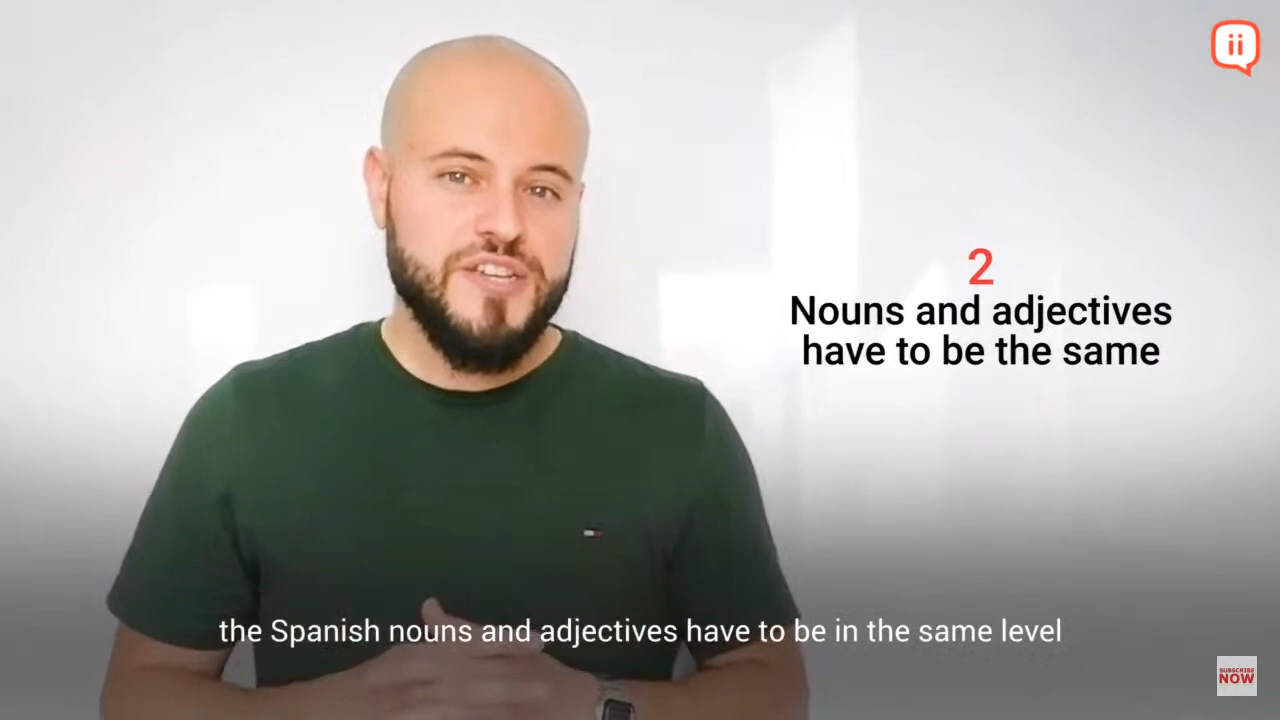 ii
2
Nouns and adjectives
have to be the same
the Spanish nouns and adjectives have to be in the same level
SUBSCRIBE
NOW